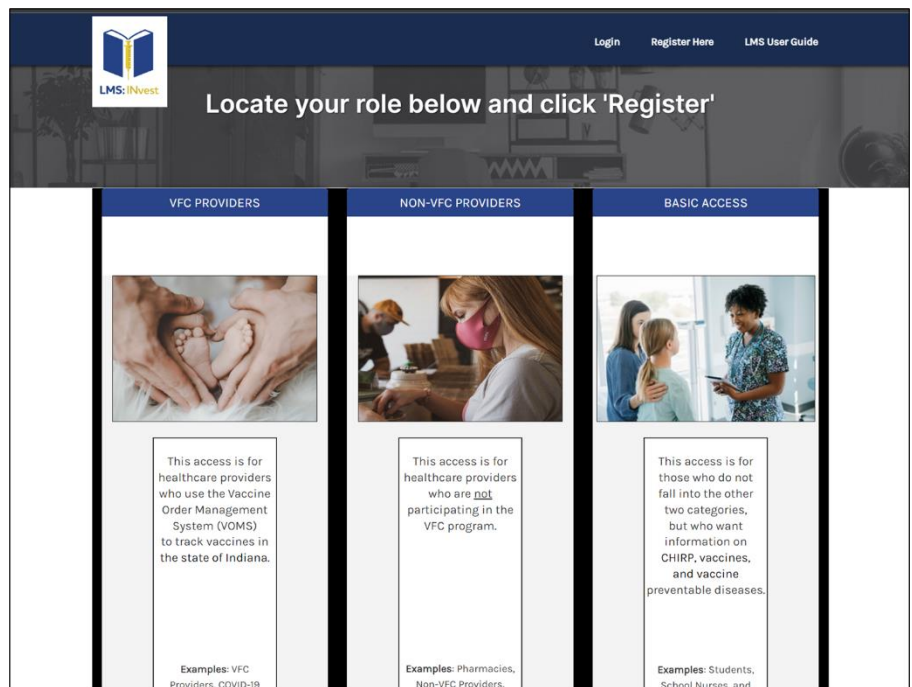 Login Register Here LMS User Guide
LMS: INvest
Locate your role below and click 'Register'
VFC PROVIDERS
This access is for
healthcare providers
who use the Vaccine
Order Management
System (VOMS)
to track vaccines in
the state of Indiana.
Examples: VFC
Providers, COVID-19
NON-VFC PROVIDERS
This access is for
healthcare providers
who are not
participating in the
VFC program.
Examples: Pharmacies,
Non-VFC Providers,
BASIC ACCESS
This access is for
those who do not
fall into the other
two categories,
but who want
information on
CHIRP, vaccines,
and vaccine
preventable diseases.
Examples: Students,
School Nurses, and